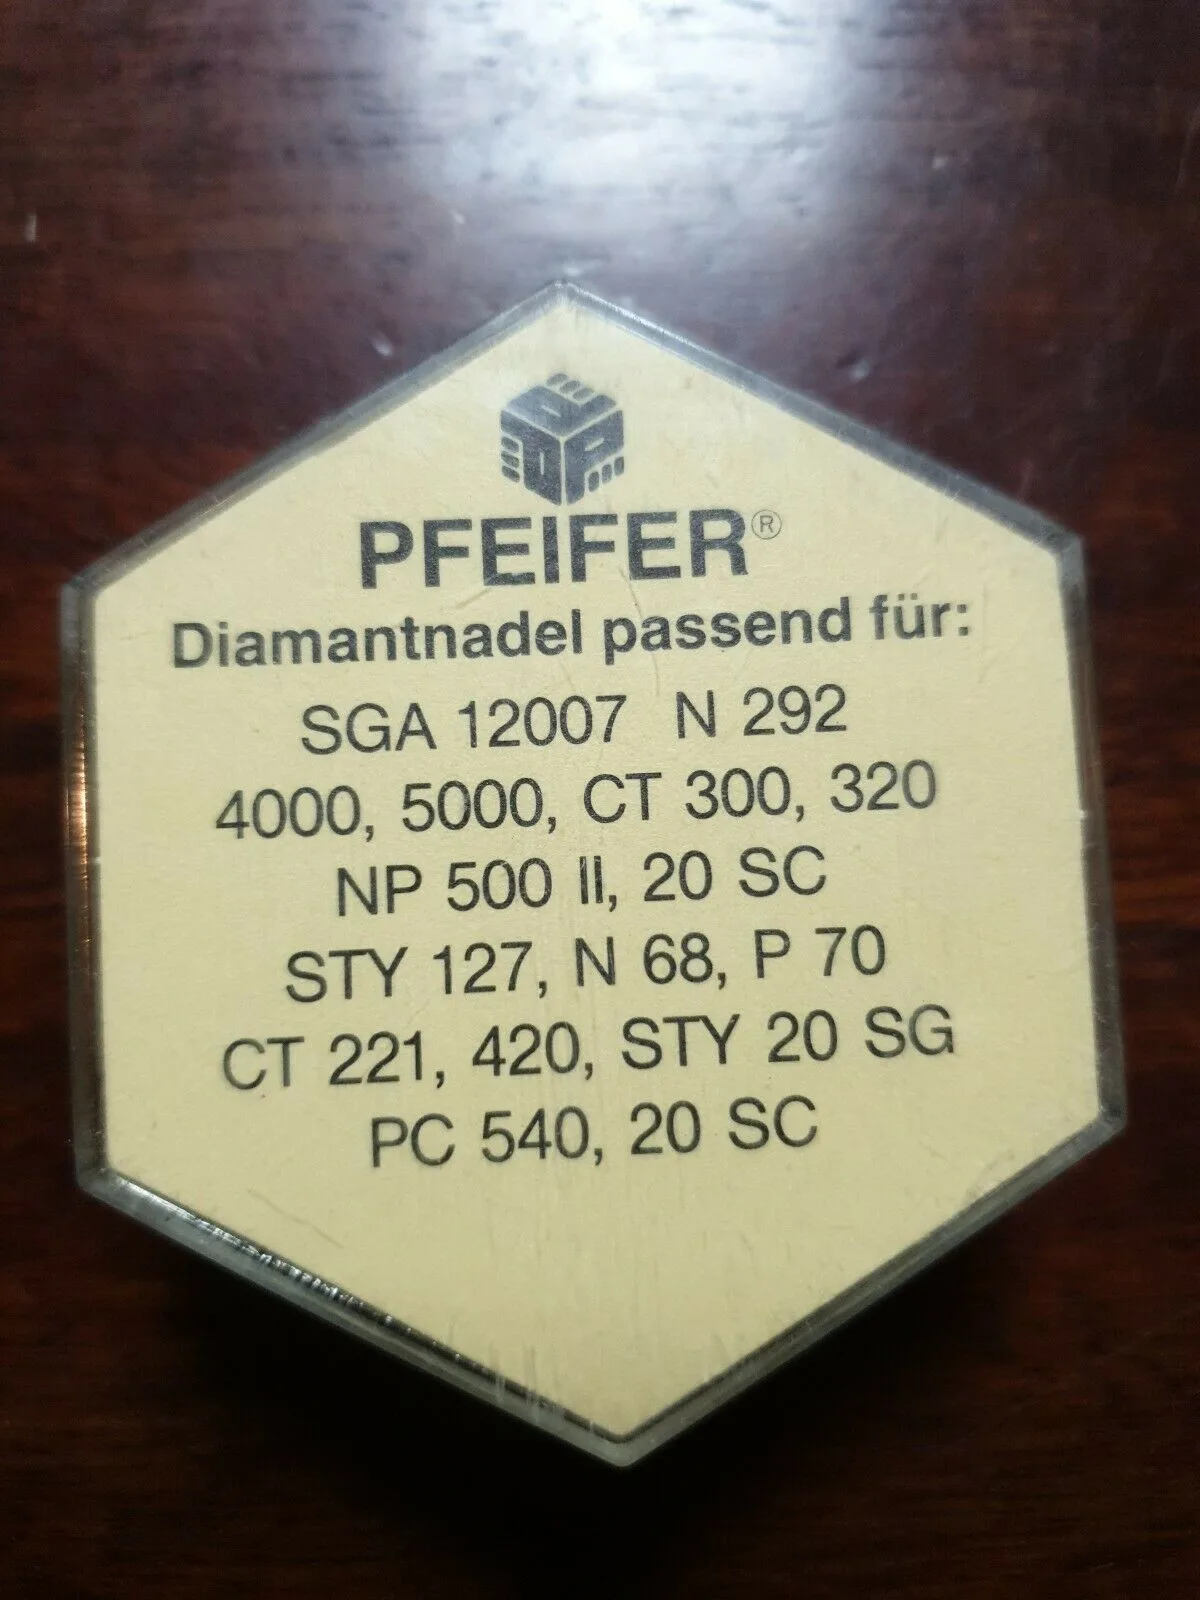 PFEIFER®
Diamantnadel passend für:
SGA 12007 N 292
4000, 5000, CT 300, 320
NP 500 II, 20 SC
STY 127, N 68, P 70
CT 221, 420, STY 20 SG
PC 540, 20 SC